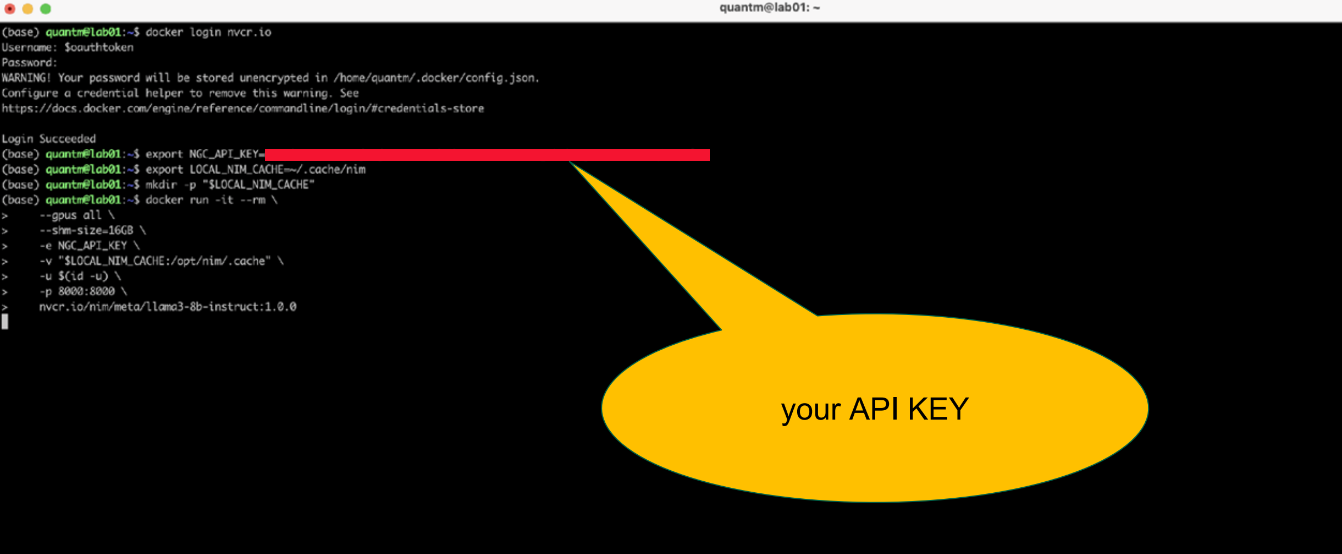 quantm@lab01: ~
(base) quantm@lab01:~$ docker login nvcr.io
Username: $oauthtoken
Password:
WARNING! Your password will be stored unencrypted in /home/quantm/.docker/config.json.
Configure a credential helper to remove this warning. See
https://docs.docker.com/engine/reference/commandline/login/#credentials-store
Login Succeeded
(base) quantm@lab01:~$ export NGC_API_KEY=
(base) quantm@lab01:~$ export LOCAL_NIM_CACHE=~/.cache/nim
(base) quantm@lab01:~$ mkdir -p "$LOCAL_NIM_CACHE"
(base) quantm@lab01:~$ docker run -it --rm \
> --gpus all \
> --shm-size=16GB \
> -e NGC_API_KEY \
> -v "$LOCAL_NIM_CACHE:/opt/nim/.cache" \
> -u $(id -u) \
> -p 8000:8000 \
> nvcr.io/nim/meta/llama3-8b-instruct:1.0.0
your API KEY